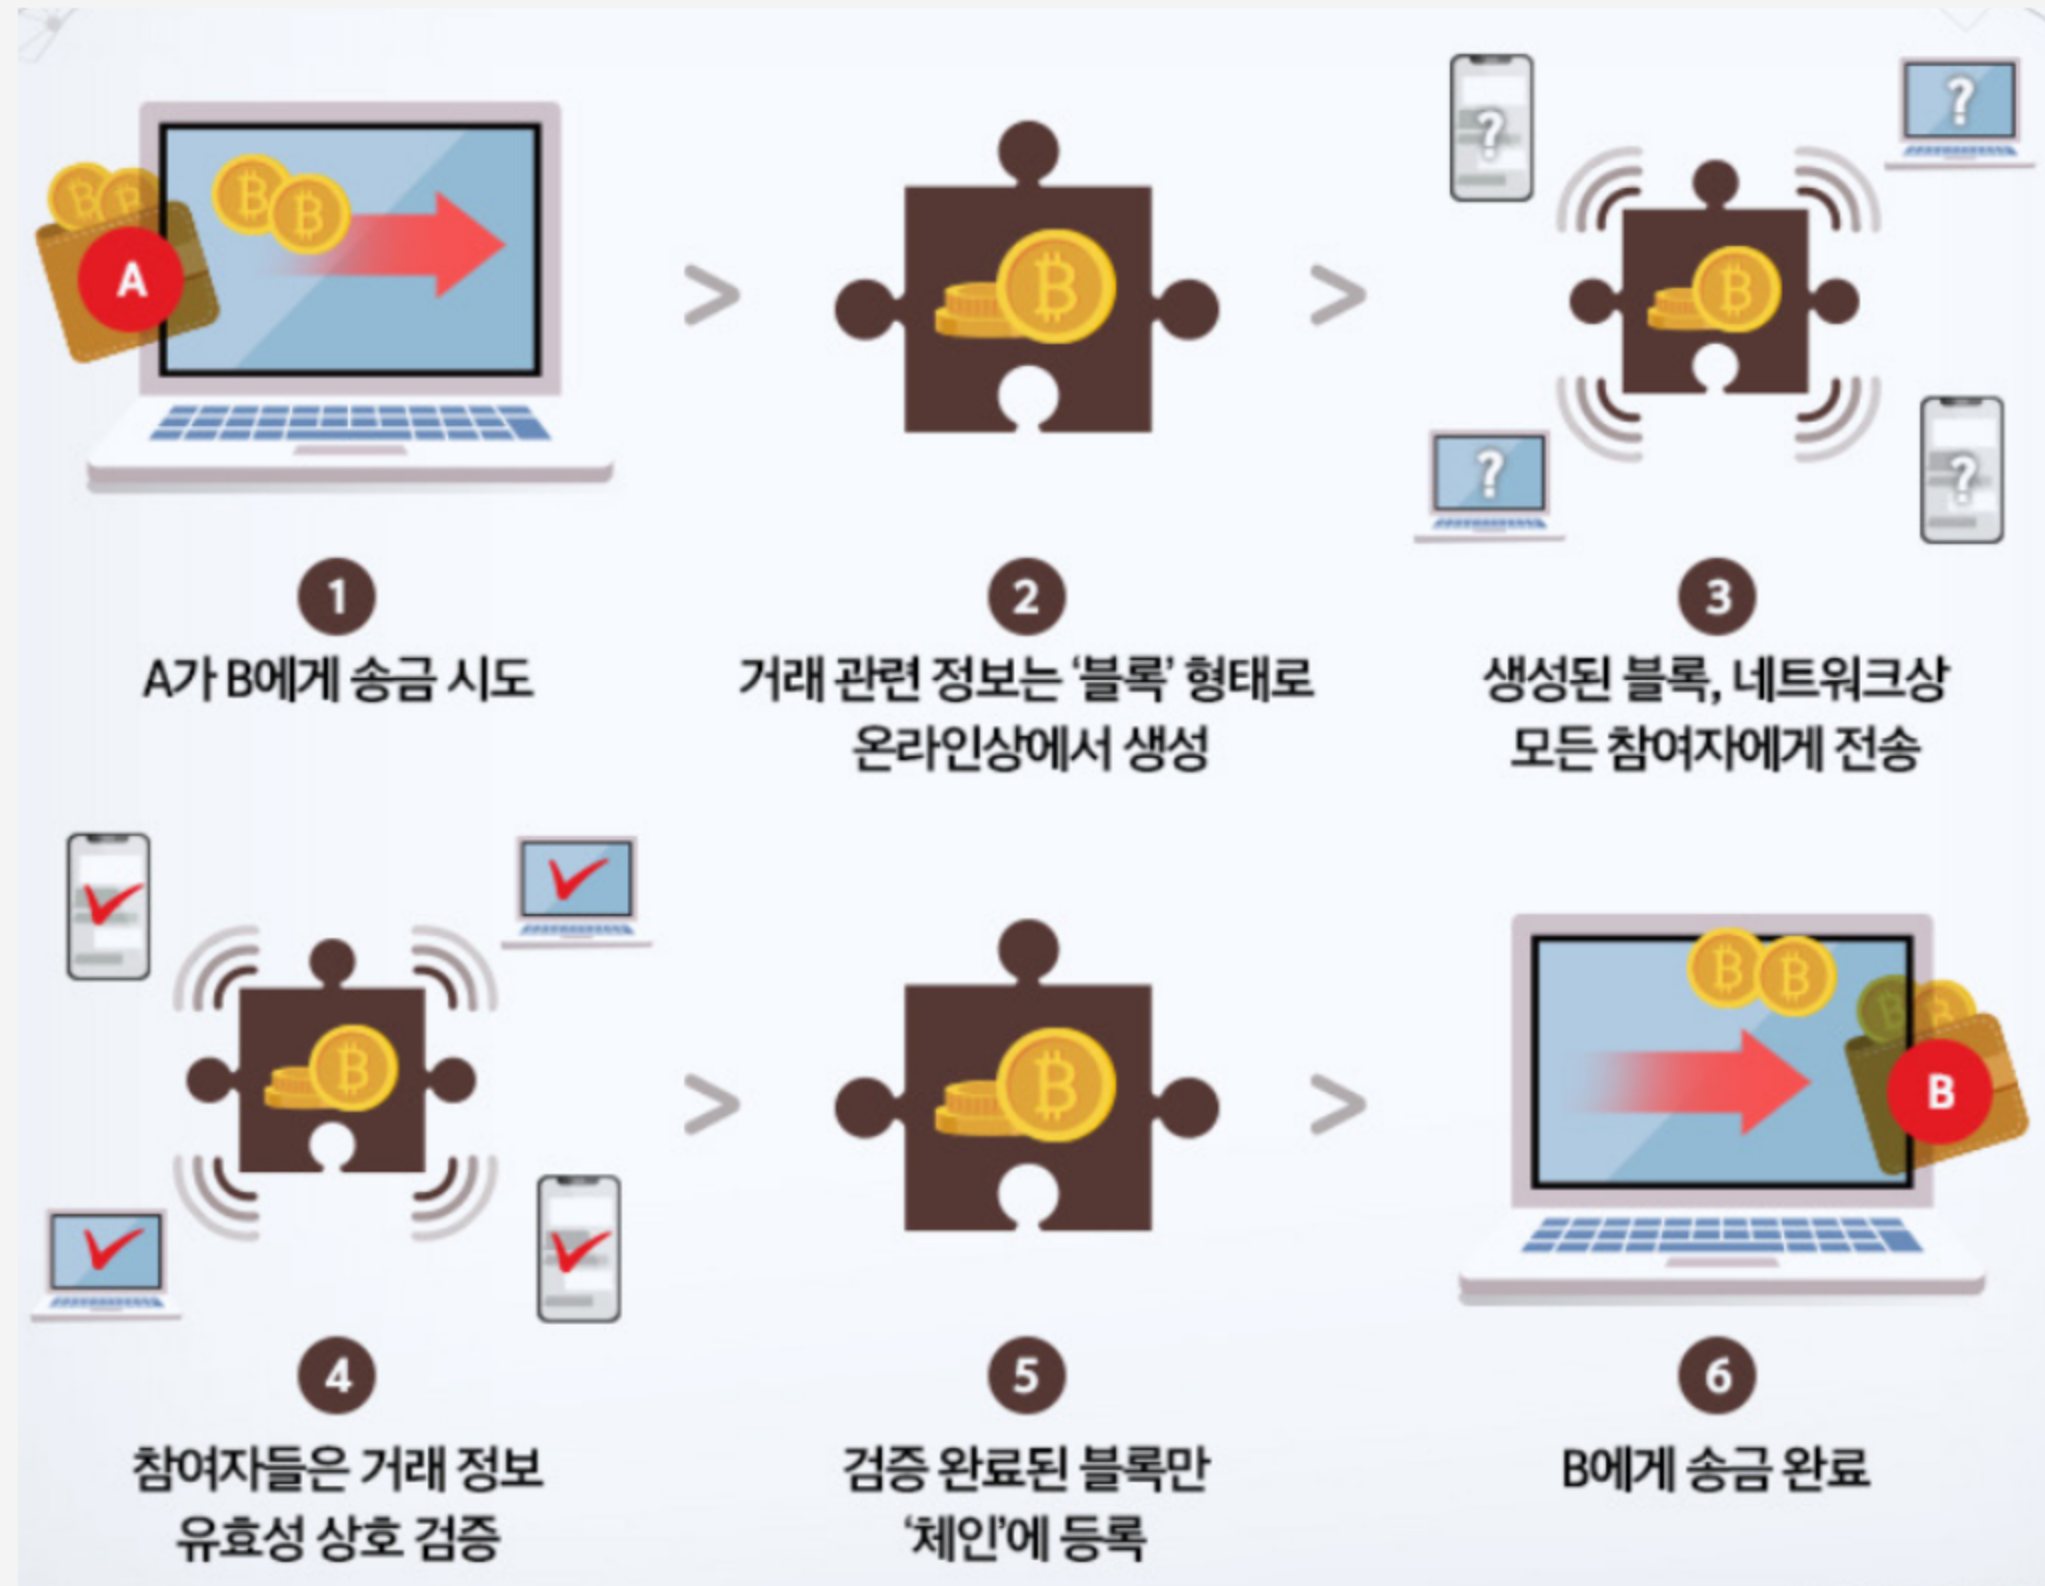 A
?
?
?
?
1
A가 B에게 송금 시도
2
거래 관련 정보는 ‘블록’ 형태로
온라인상에서 생성
3
생성된 블록, 네트워크상
모든 참여자에게 전송
4
참여자들은 거래 정보
유효성 상호 검증
5
검증 완료된 블록만
‘체인’에 등록
B
6
B에게 송금 완료